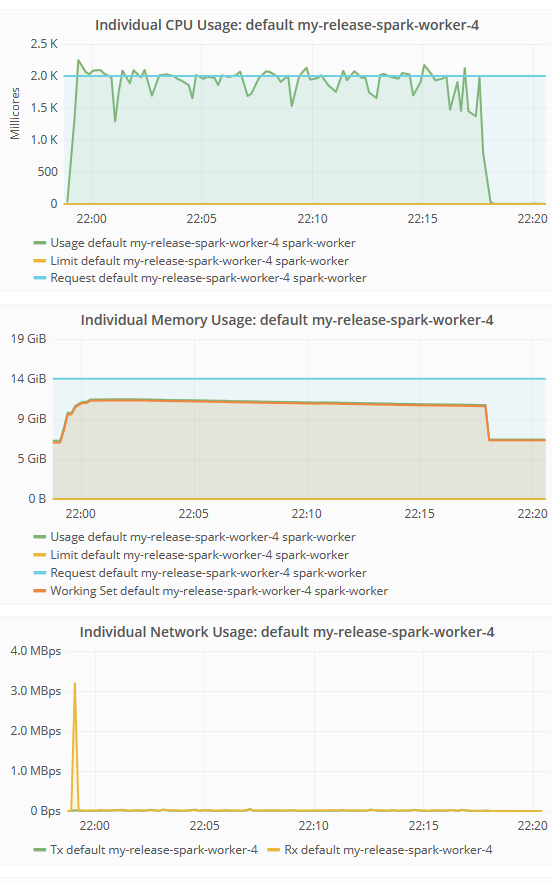 Individual CPU Usage: default my-release-spark-worker-4
Millicores
2.5 K
2.0 K
1.5 K
1.0 K
500
0
22:00 22:05 22:10 22:15 22:20
Usage default my-release-spark-worker-4 spark-worker
Limit default my-release-spark-worker-4 spark-worker
Request default my-release-spark-worker-4 spark-worker
Individual Memory Usage: default my-release-spark-worker-4
19 GiB
14 GiB
9 GiB
5 GiB
0 B
22:00 22:05 22:10 22:15 22:20
Usage default my-release-spark-worker-4 spark-worker
Limit default my-release-spark-worker-4 spark-worker
Request default my-release-spark-worker-4 spark-worker
Working Set default my-release-spark-worker-4 spark-worker
Individual Network Usage: default my-release-spark-worker-4
4.0 MBps
3.0 MBps
2.0 MBps
1.0 MBps
0 Bps
22:00 22:05 22:10 22:15 22:20
Tx default my-release-spark-worker-4 Rx default my-release-spark-worker-4